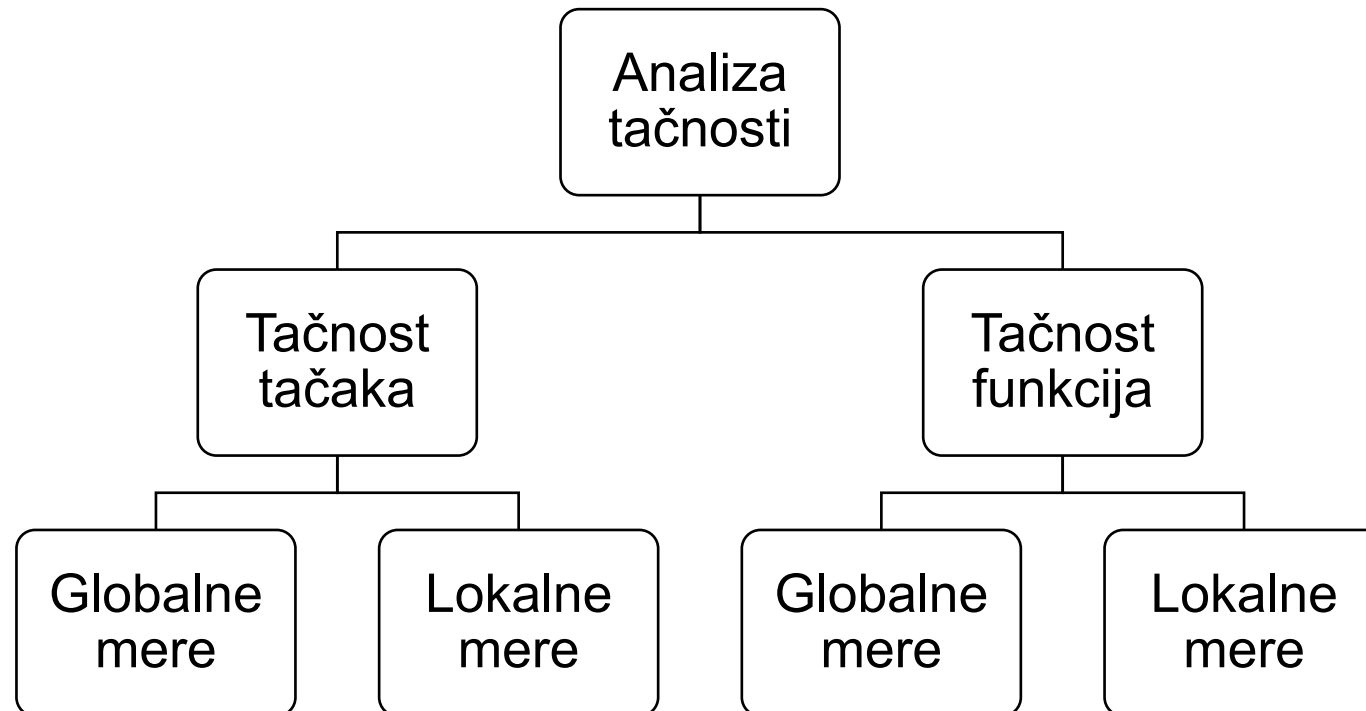 Analiza
tačnosti
Tačnost
tačaka
Tačnost
funkcija
Globalne
mere
Lokalne
mere
Globalne
mere
Lokalne
mere